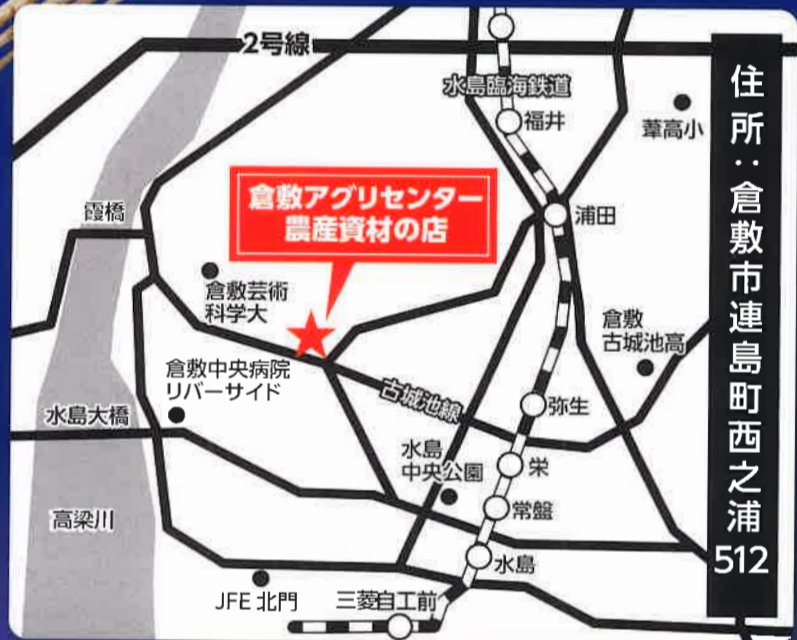 2号線
水島臨海鉄道
福井
葦高小
倉敷アグリセンター
農産資材の店
浦田
霞橋
倉敷芸術
科学大
倉敷
古城池高
倉敷中央病院
リバーサイド
古城池線
弥生
水島大橋
水島
中央公園
栄
常盤
高梁川
水島
JFE北門
三菱自工前
住所:倉敷市連島町西之浦512